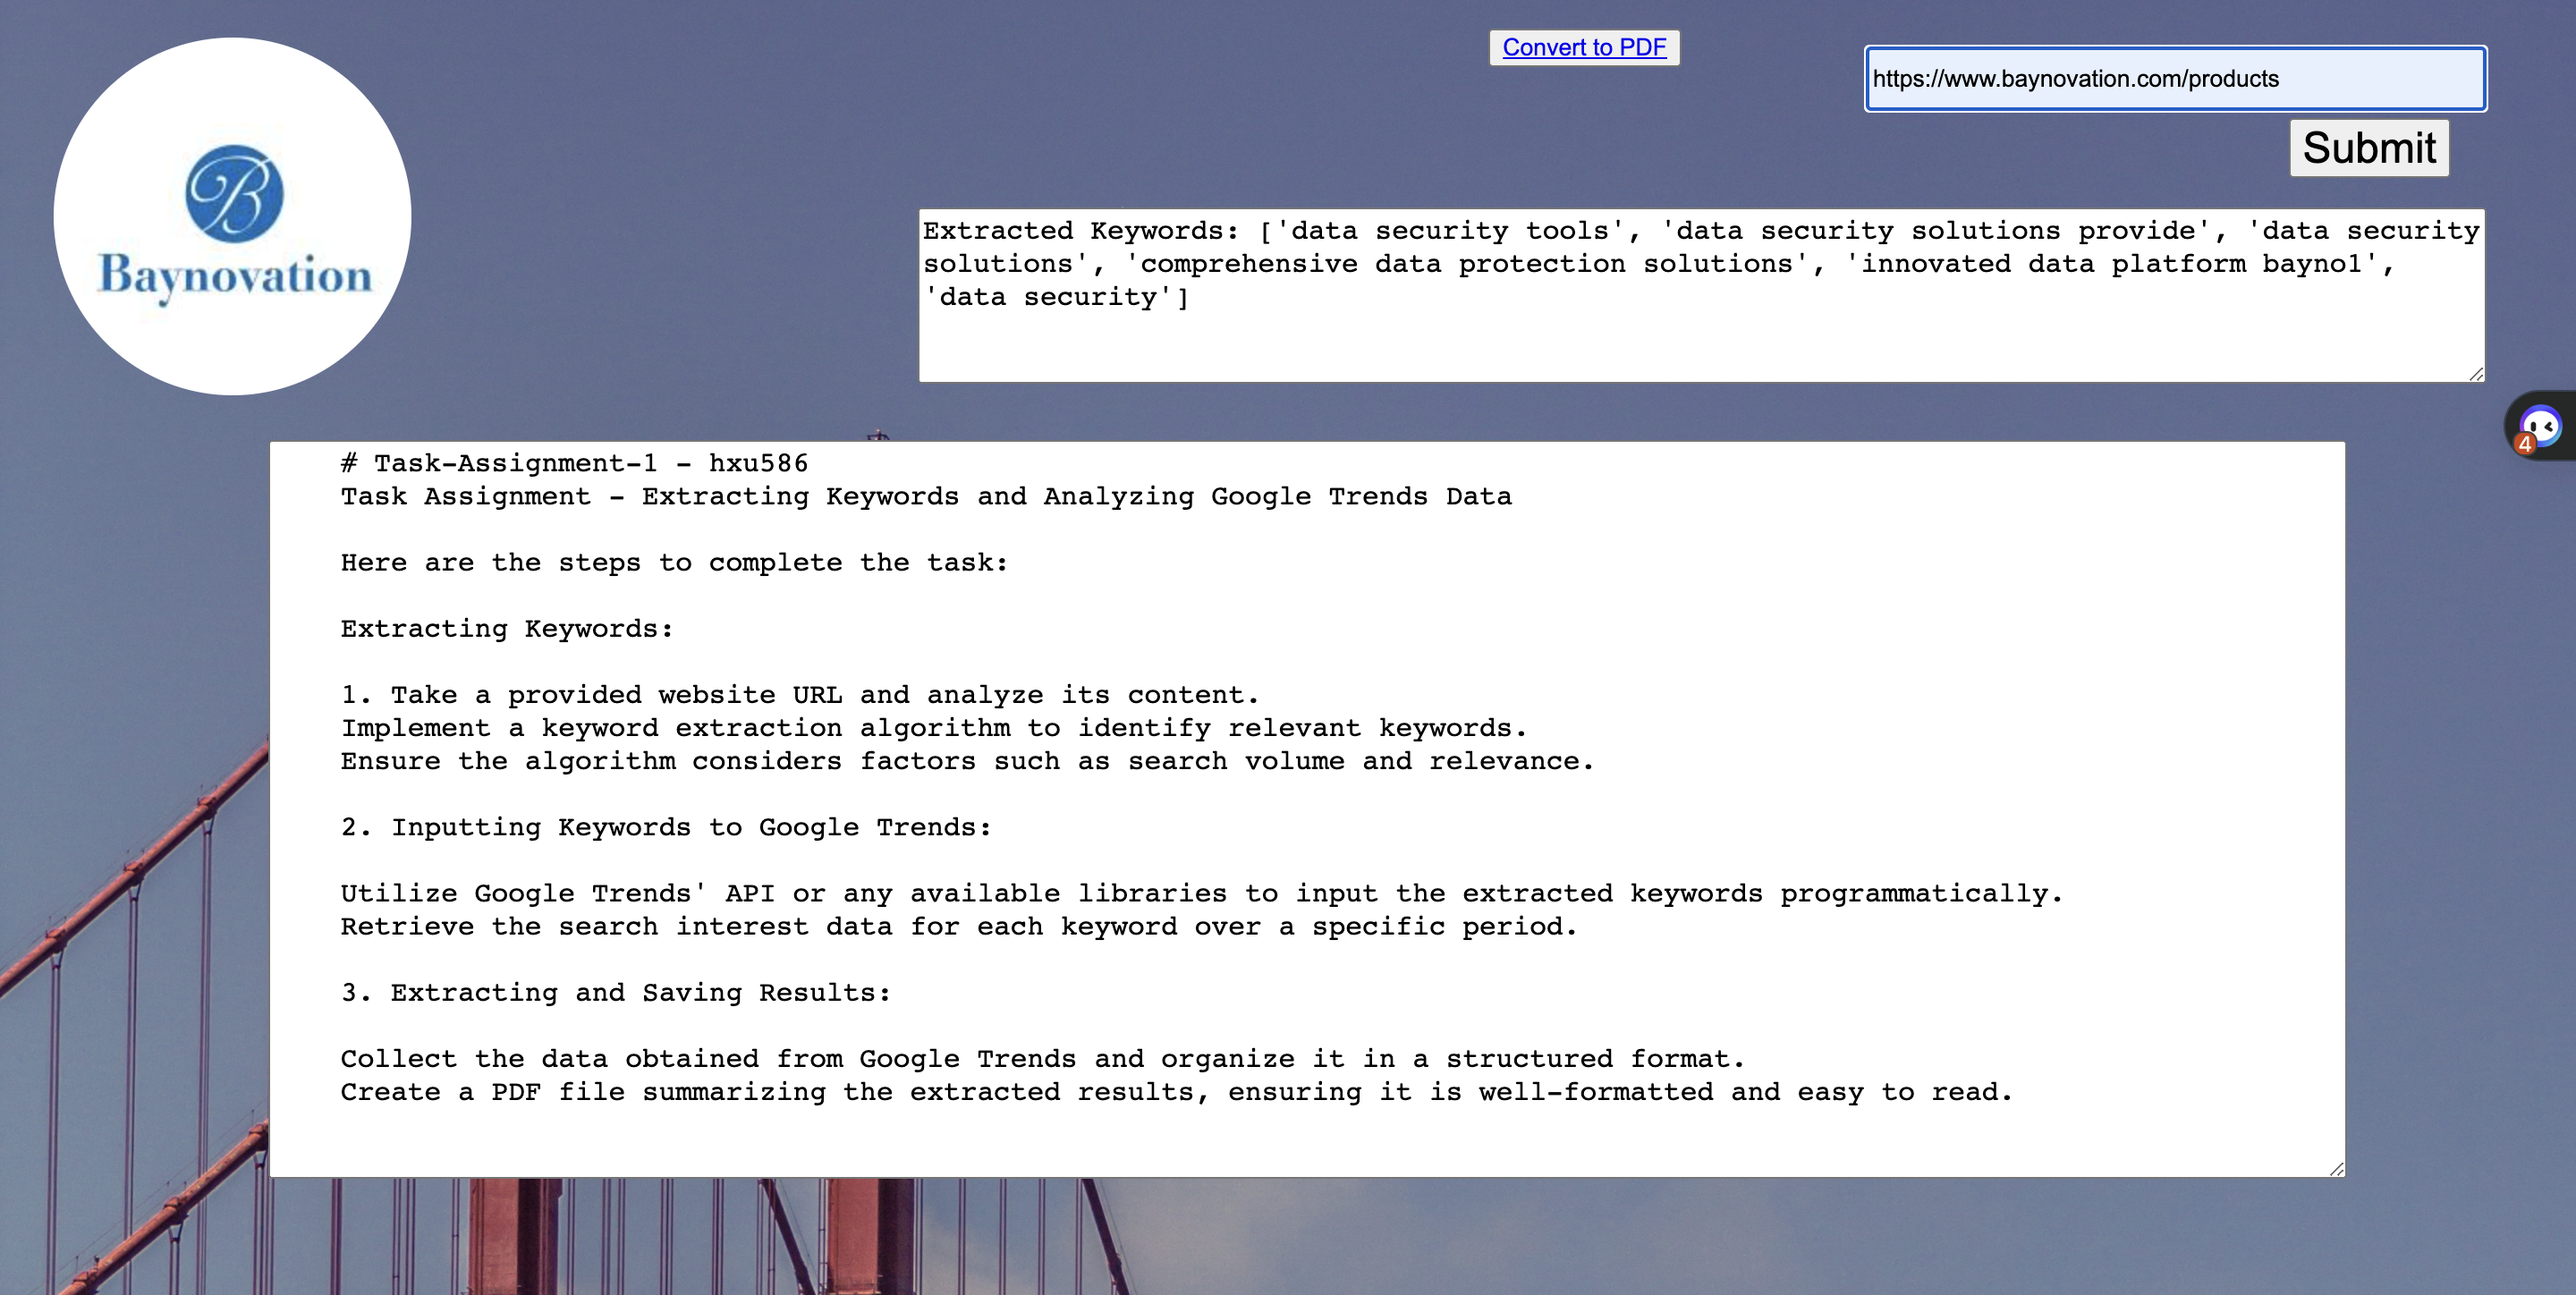 Convert to PDF
https://www.baynovation.com/products
Submit
B
Baynovation
Extracted Keywords: ['data security tools', 'data security solutions provide', 'data security
solutions', 'comprehensive data protection solutions', 'innovated data platform bayno1',
'data security']
4
# Task-Assignment-1 - hxu586
Task Assignment - Extracting Keywords and Analyzing Google Trends Data
Here are the steps to complete the task:
Extracting Keywords:
1. Take a provided website URL and analyze its content.
Implement a keyword extraction algorithm to identify relevant keywords.
Ensure the algorithm considers factors such as search volume and relevance.
2. Inputting Keywords to Google Trends:
Utilize Google Trends' API or any available libraries to input the extracted keywords programmatically.
Retrieve the search interest data for each keyword over a specific period.
3. Extracting and Saving Results:
Collect the data obtained from Google Trends and organize it in a structured format.
Create a PDF file summarizing the extracted results, ensuring it is well-formatted and easy to read.